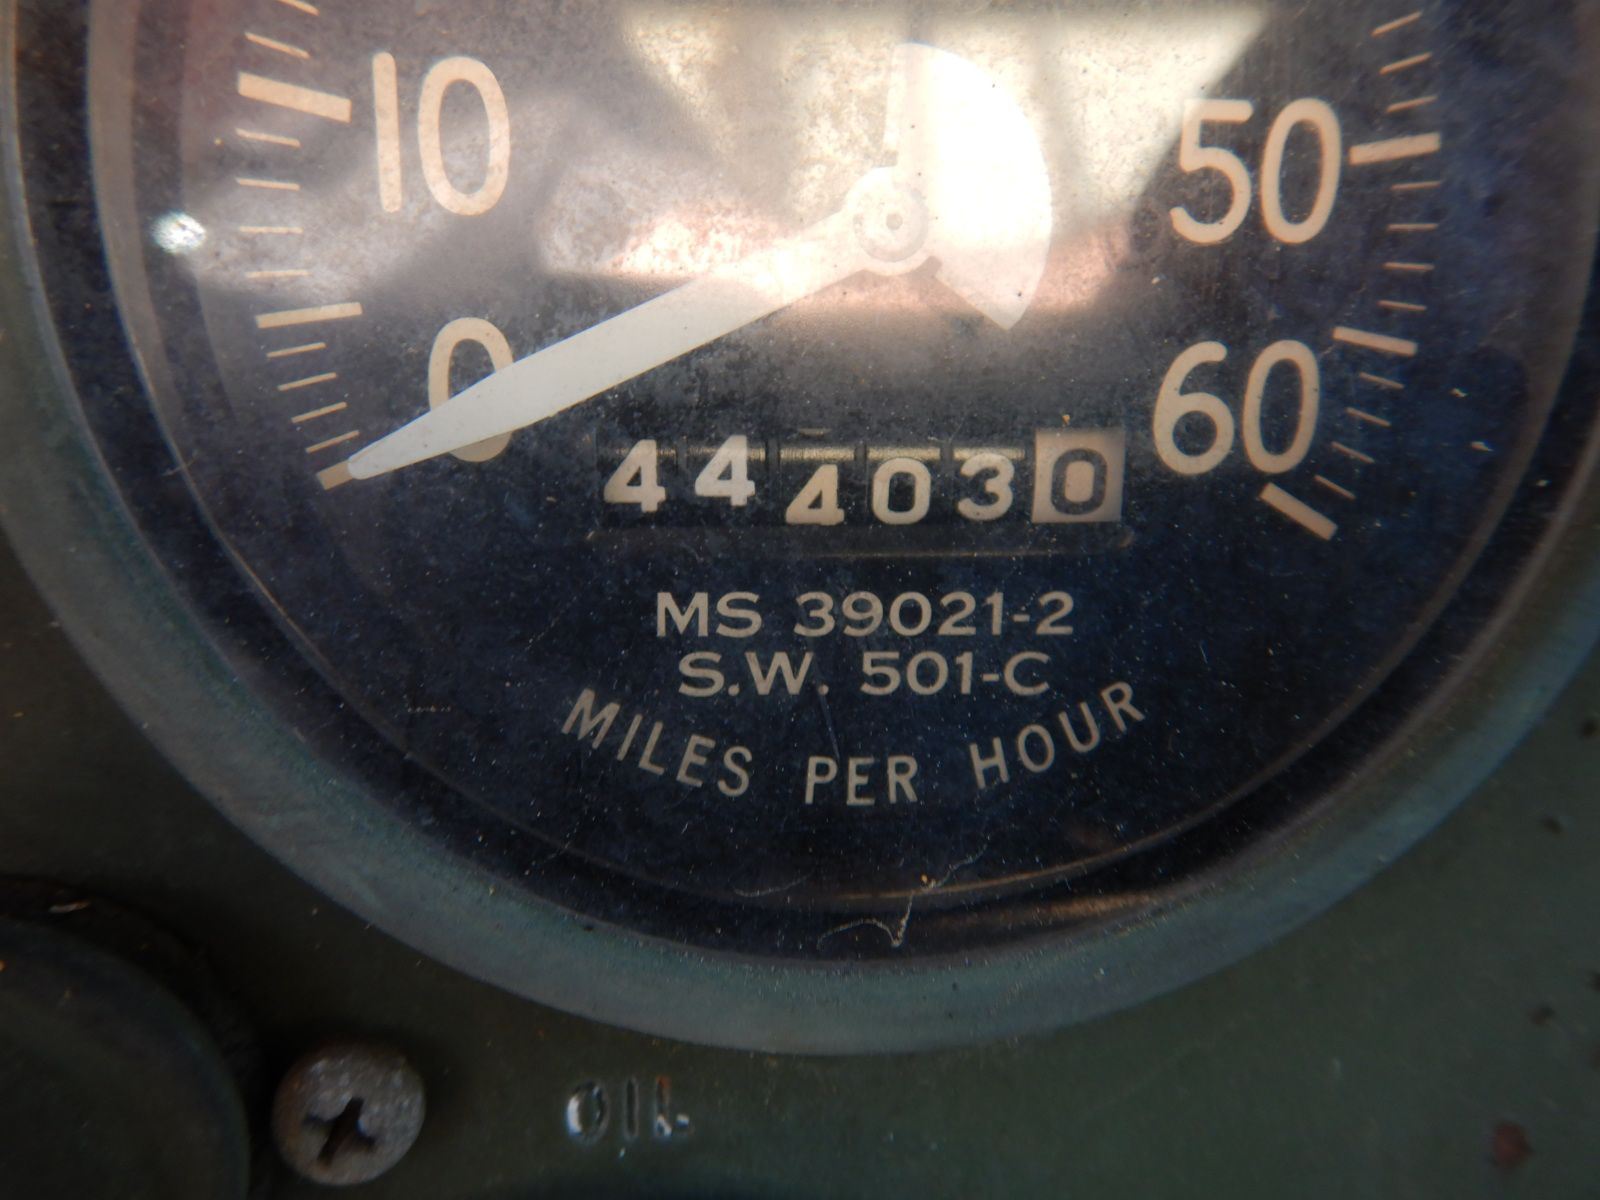 10
50
0
60
444030
MS 39021-2
S.W. 501-C
MILES PER HOUR
OIL